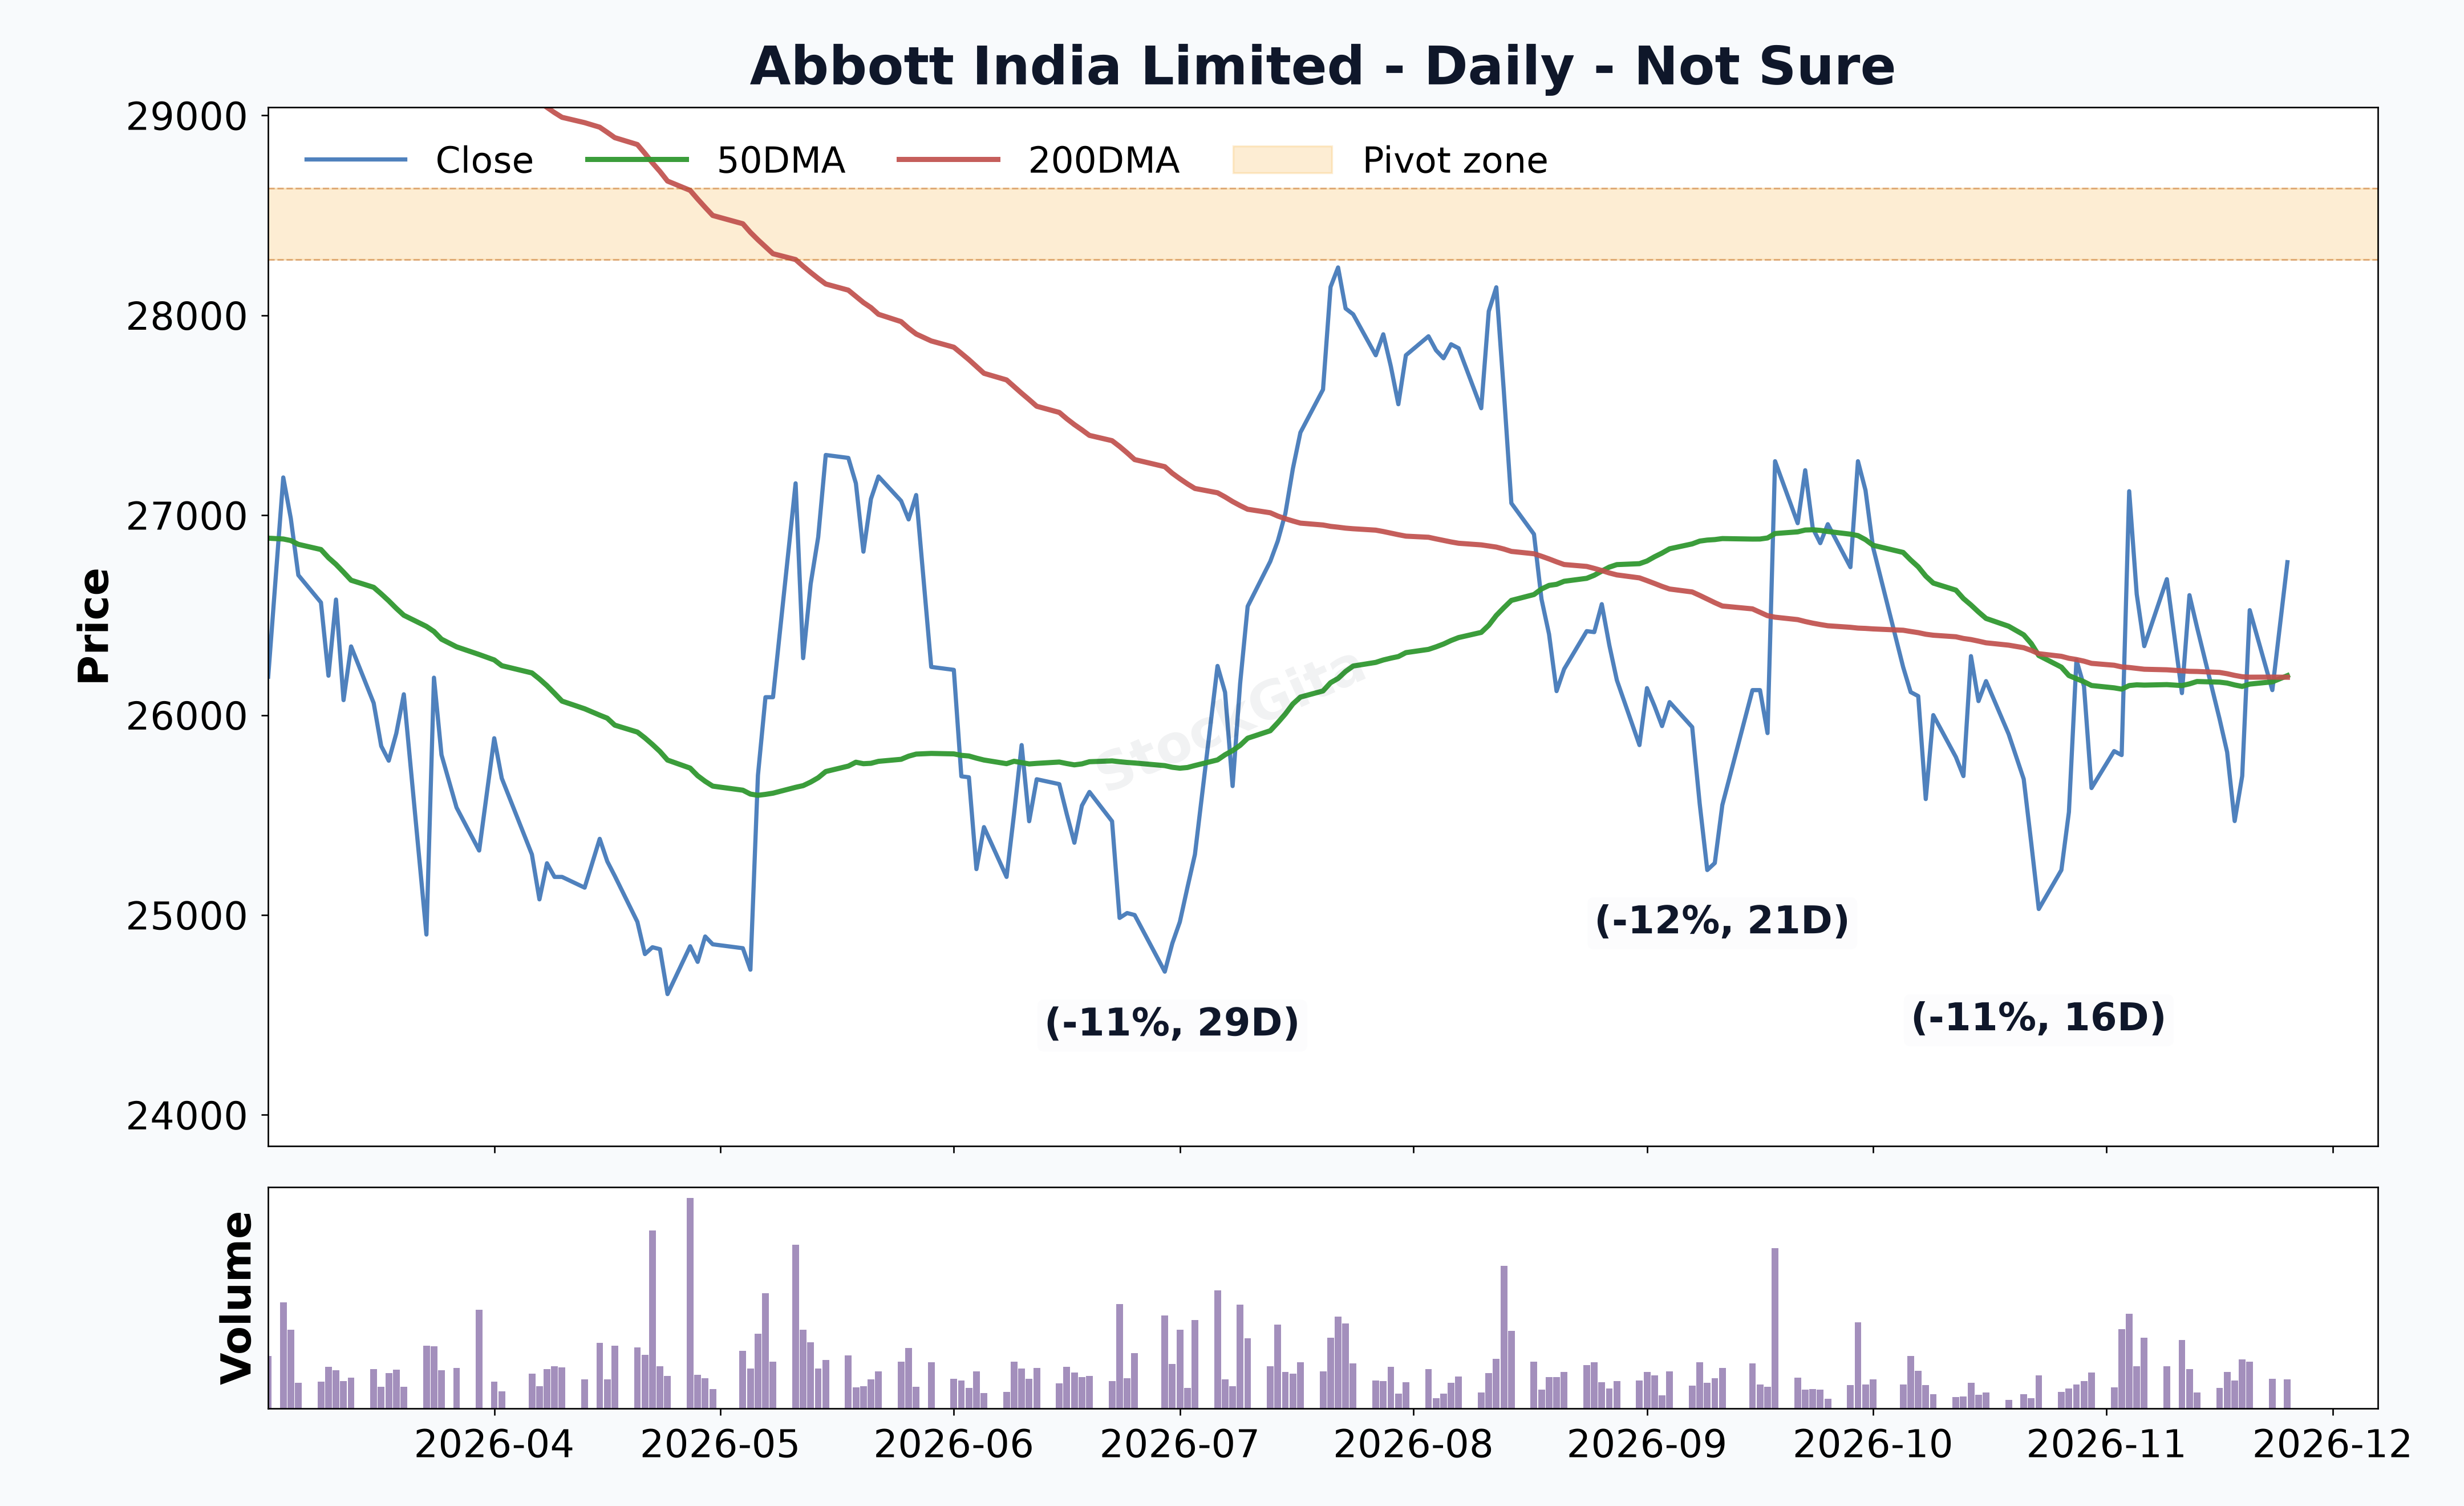 Abbott India Limited - Daily - Not Sure
Close 50DMA 200DMA Pivot zone
29000
28000
27000
26000
25000
24000
Price
StockGita
(-12%, 21D)
(-11%, 29D)
(-11%, 16D)
Volume
2026-04 2026-05 2026-06 2026-07 2026-08 2026-09 2026-10 2026-11 2026-12